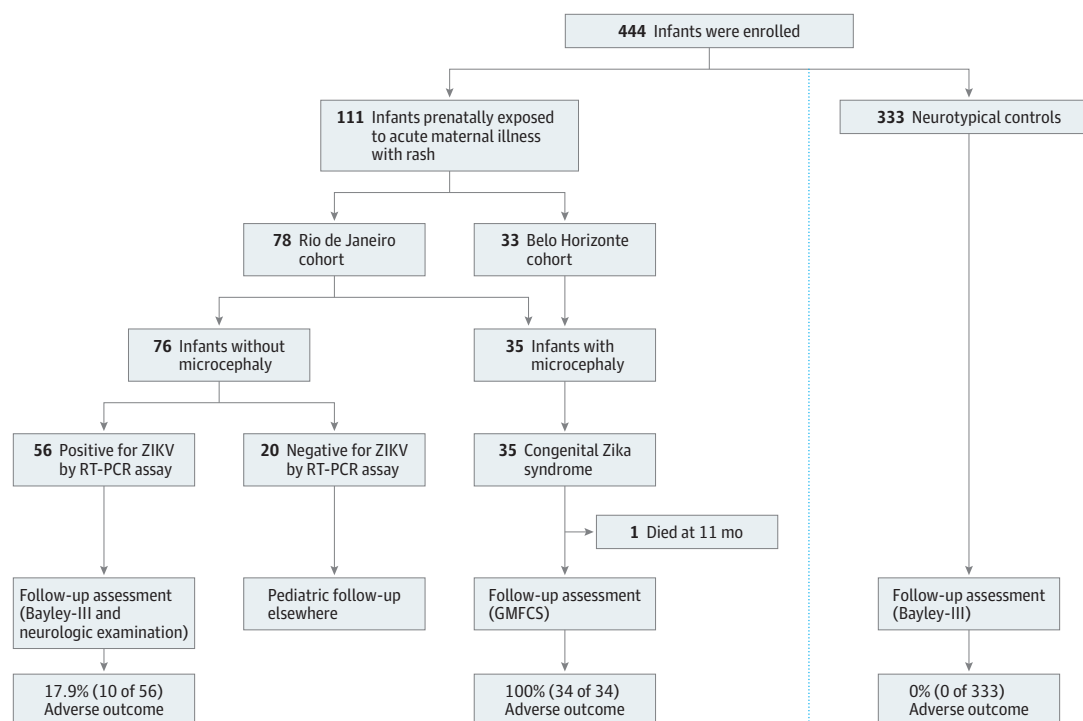 444 Infants were enrolled
111 Infants prenatally exposed
to acute maternal illness
with rash
333 Neurotypical controls
78 Rio de Janeiro
cohort
33 Belo Horizonte
cohort
76 Infants without
microcephaly
35 Infants with
microcephaly
56 Positive for ZIKV
by RT-PCR assay
20 Negative for ZIKV
by RT-PCR assay
35 Congenital Zika
syndrome
1 Died at 11 mo
Follow-up assessment
(Bayley-III and
neurologic examination)
Pediatric follow-up
elsewhere
Follow-up assessment
(GMFCS)
Follow-up assessment
(Bayley-III)
17.9% (10 of 56)
Adverse outcome
100% (34 of 34)
Adverse outcome
0% (0 of 333)
Adverse outcome